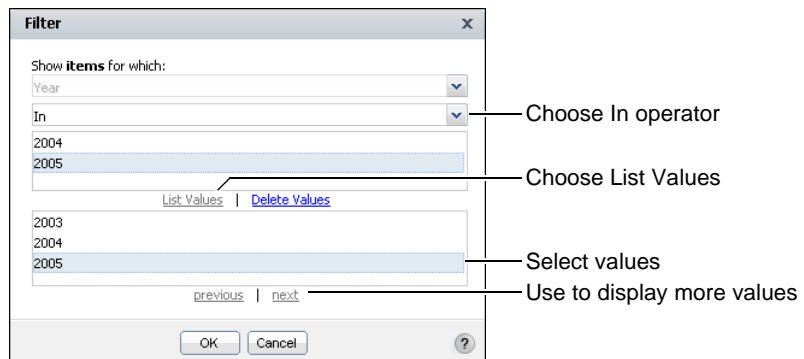 Filter
x
Show items for which:
Year
In
Choose In operator
2004
2005
Choose List Values
List Values | Delete Values
2003
2004
2005
Select values
previous | next
Use to display more values
OK Cancel ?